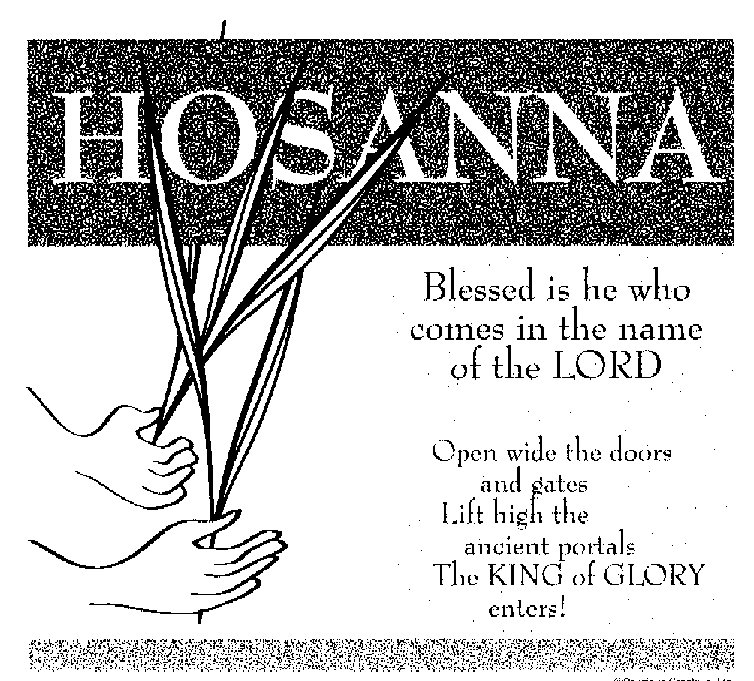 HOSANNA
Blessed is he who
comes in the name
of the LORD
Open wide the doors
and gates
Lift high the
ancient portals
The KING of GLORY
enters!